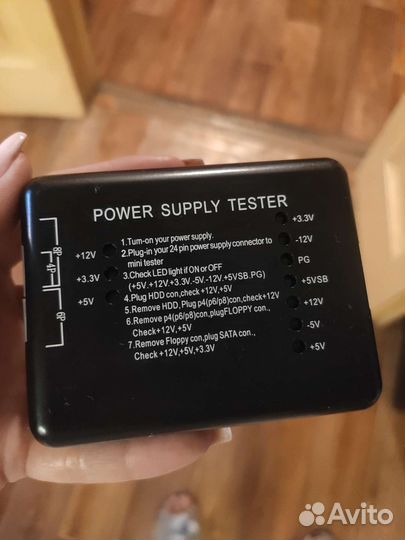 POWER SUPPLY TESTER
8P
4P
6P
+12V
+3.3V
+5V
1.Turn-on your power supply.
2.Plug-in your 24 pin power supply connector to
mini tester
3.Check LED light if ON or OFF
(+5V.+12V.+3.3V.-5V.-12V.+5VSB.PG)
4.Plug HDD con,check +12V,+5V
5.Remove HDD, Plug p4(p6/p8)con,check+12V
6.Remove p4(p6/p8)con,plugFLOPPY con.,
Check+12V,+5V
7.Remove Floppy con,plug SATA con.,
Check +12V,+5V,+3.3V
+3.3V
-12V
PG
+5VSB
+12V
-5V
+5V
Avito